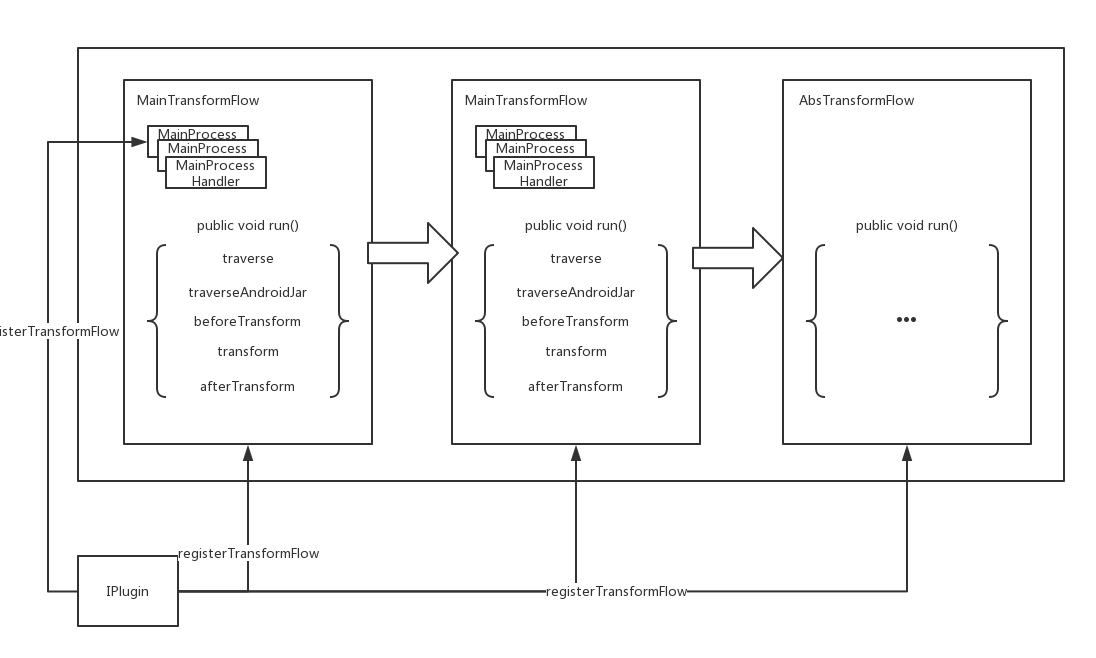 MainTransformFlow
MainProcess
MainProcess
MainProcess
Handler
public void run()
traverse
traverseAndroidJar
beforeTransform
transform
afterTransform
MainTransformFlow
MainProcess
MainProcess
MainProcess
Handler
public void run()
traverse
traverseAndroidJar
beforeTransform
transform
afterTransform
AbsTransformFlow
public void run()
...
isterTransformFlow
registerTransformFlow
IPlugin
registerTransformFlow